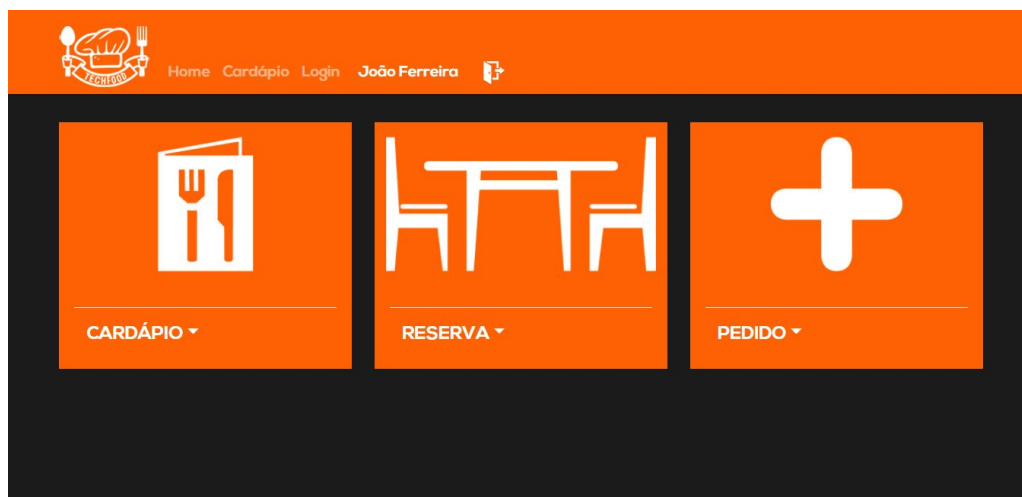 TECHFOOD
Home Cardápio Login João Ferreira
CARDÁPIO
RESERVA
PEDIDO